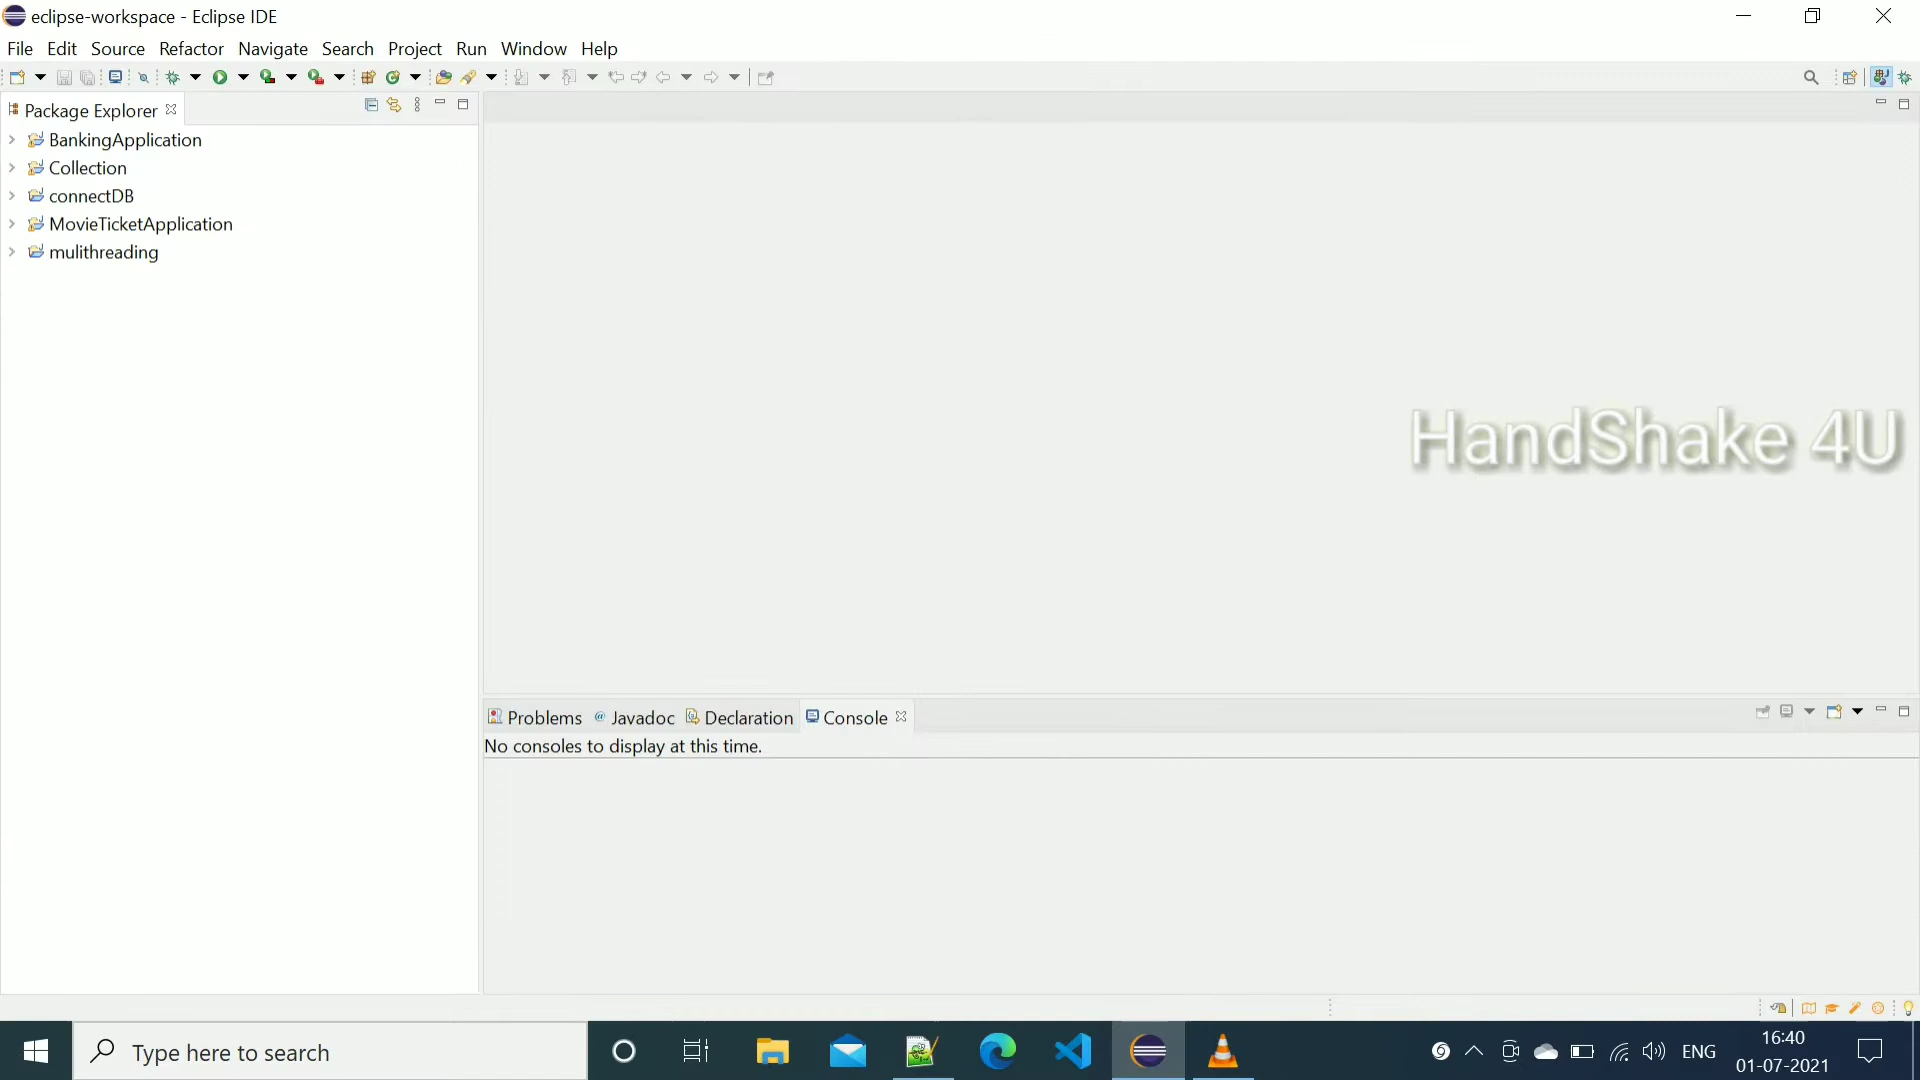 eclipse-workspace - Eclipse IDE
File Edit Source Refactor Navigate Search Project Run Window Help
Package Explorer
BankingApplication
Collection
connectDB
MovieTicketApplication
mulithreading
HandShake 4U
Problems Javadoc Declaration Console
No consoles to display at this time.
Type here to search
ENG
16:40
01-07-2021